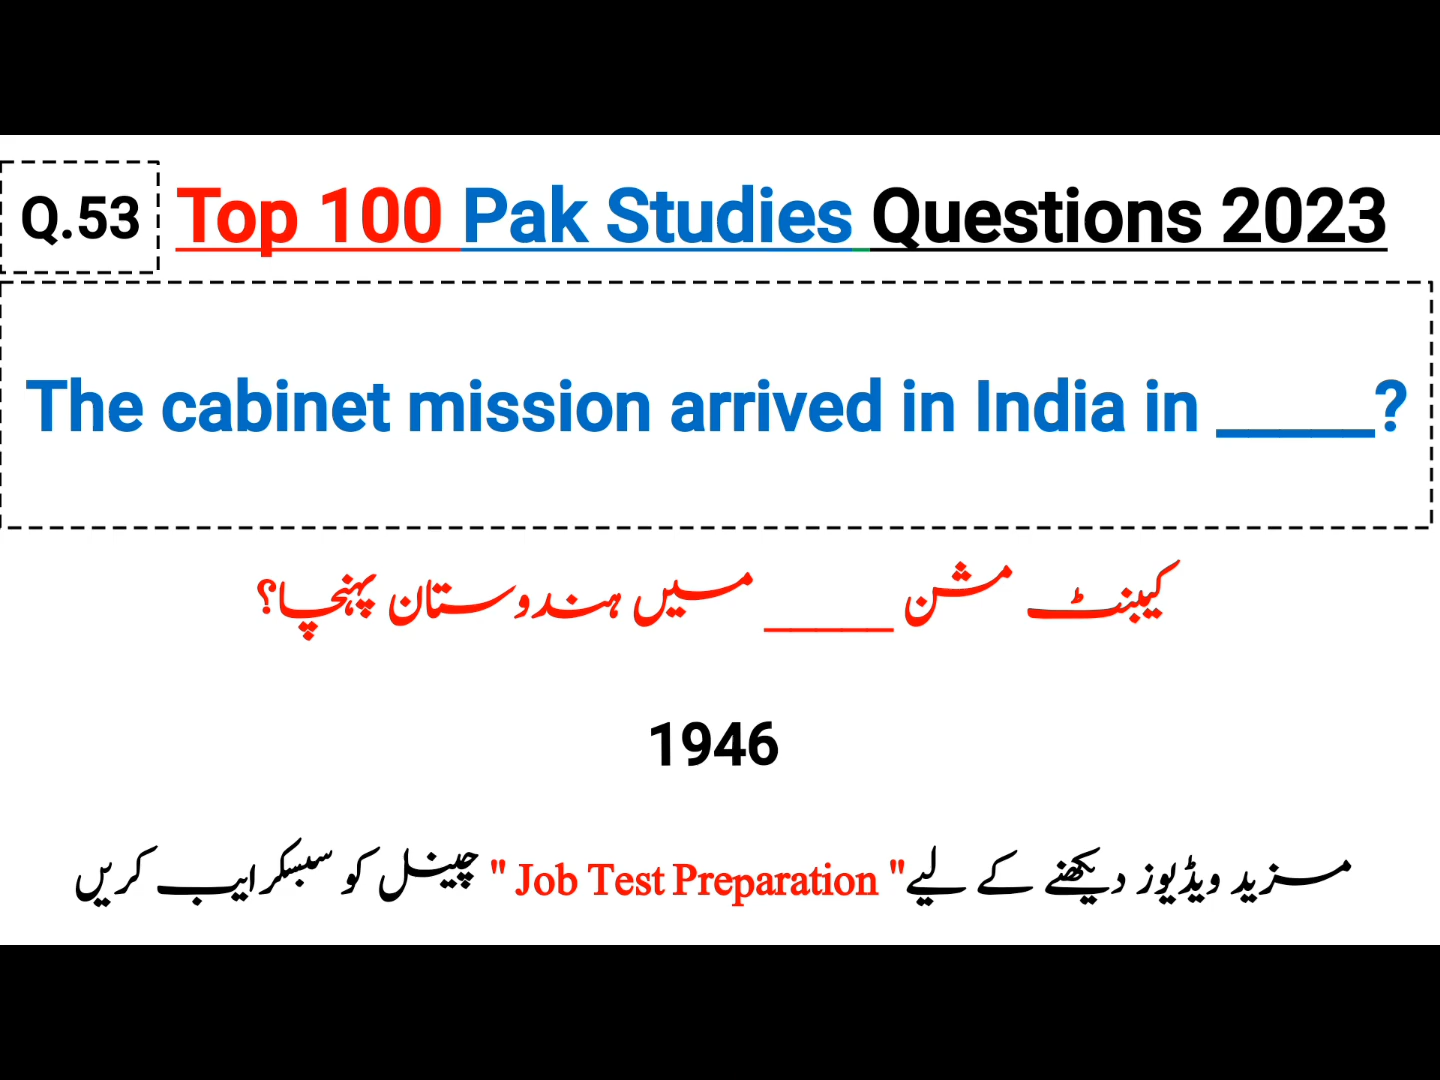 Q.53
Top 100 Pak Studies Questions 2023
The cabinet mission arrived in India in _____?
کیبنٹ مشن _____ میں ہندوستان پہنچا؟
1946
مزید ویڈیوز دیکھنے کے لیے" Job Test Preparation " چینل کو سبسکرایب کریں